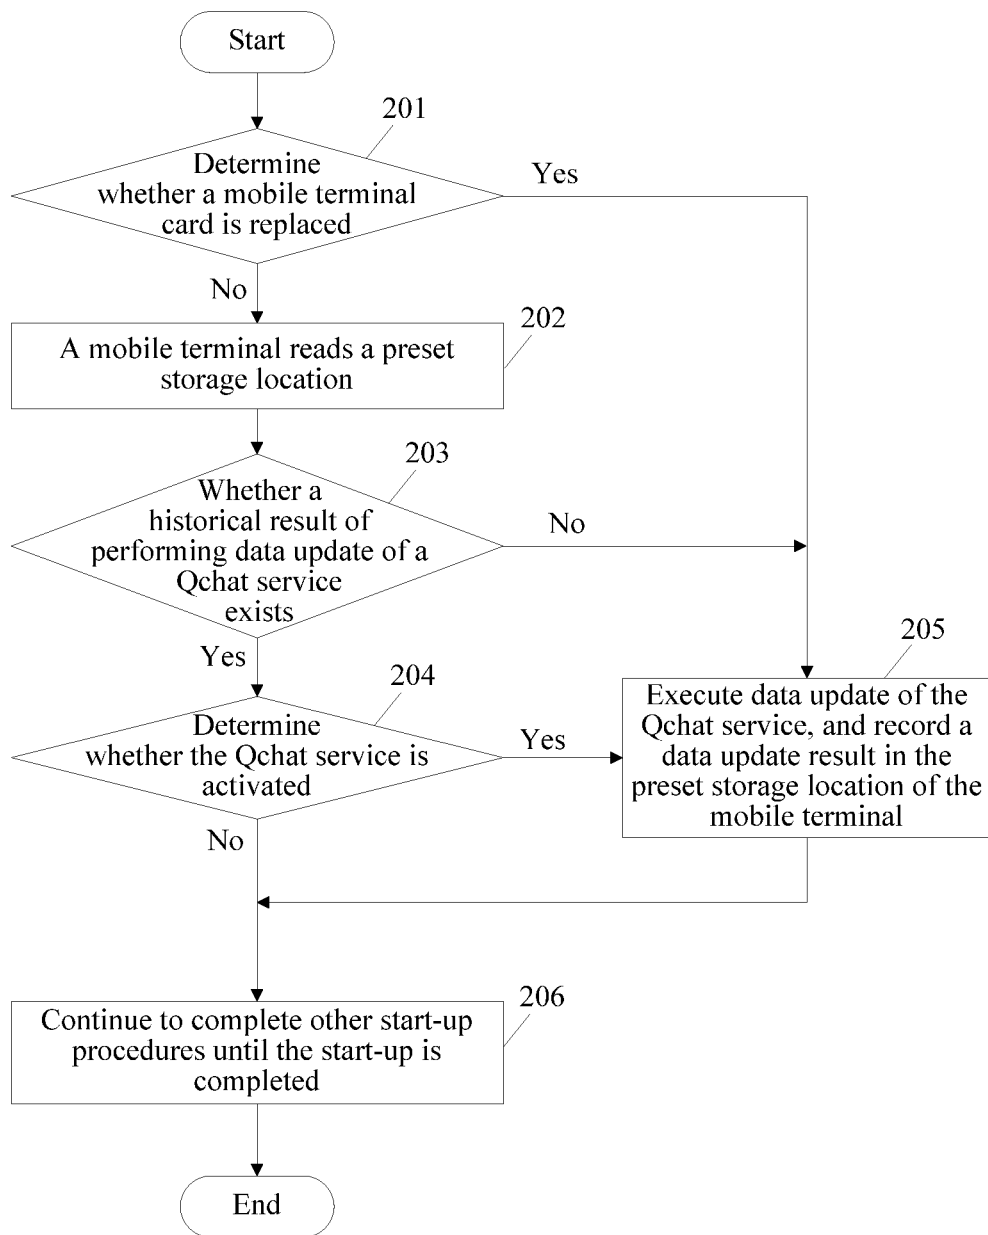 Start
201
Determine
whether a mobile terminal
card is replaced
Yes
No
202
A mobile terminal reads a preset
storage location
203
Whether a
historical result of
performing data update of a
Qchat service
exists
No
Yes
204
Determine
whether the Qchat service is
activated
Yes
No
205
Execute data update of the
Qchat service, and record a
data update result in the
preset storage location of the
mobile terminal
206
Continue to complete other start-up
procedures until the start-up is
completed
End